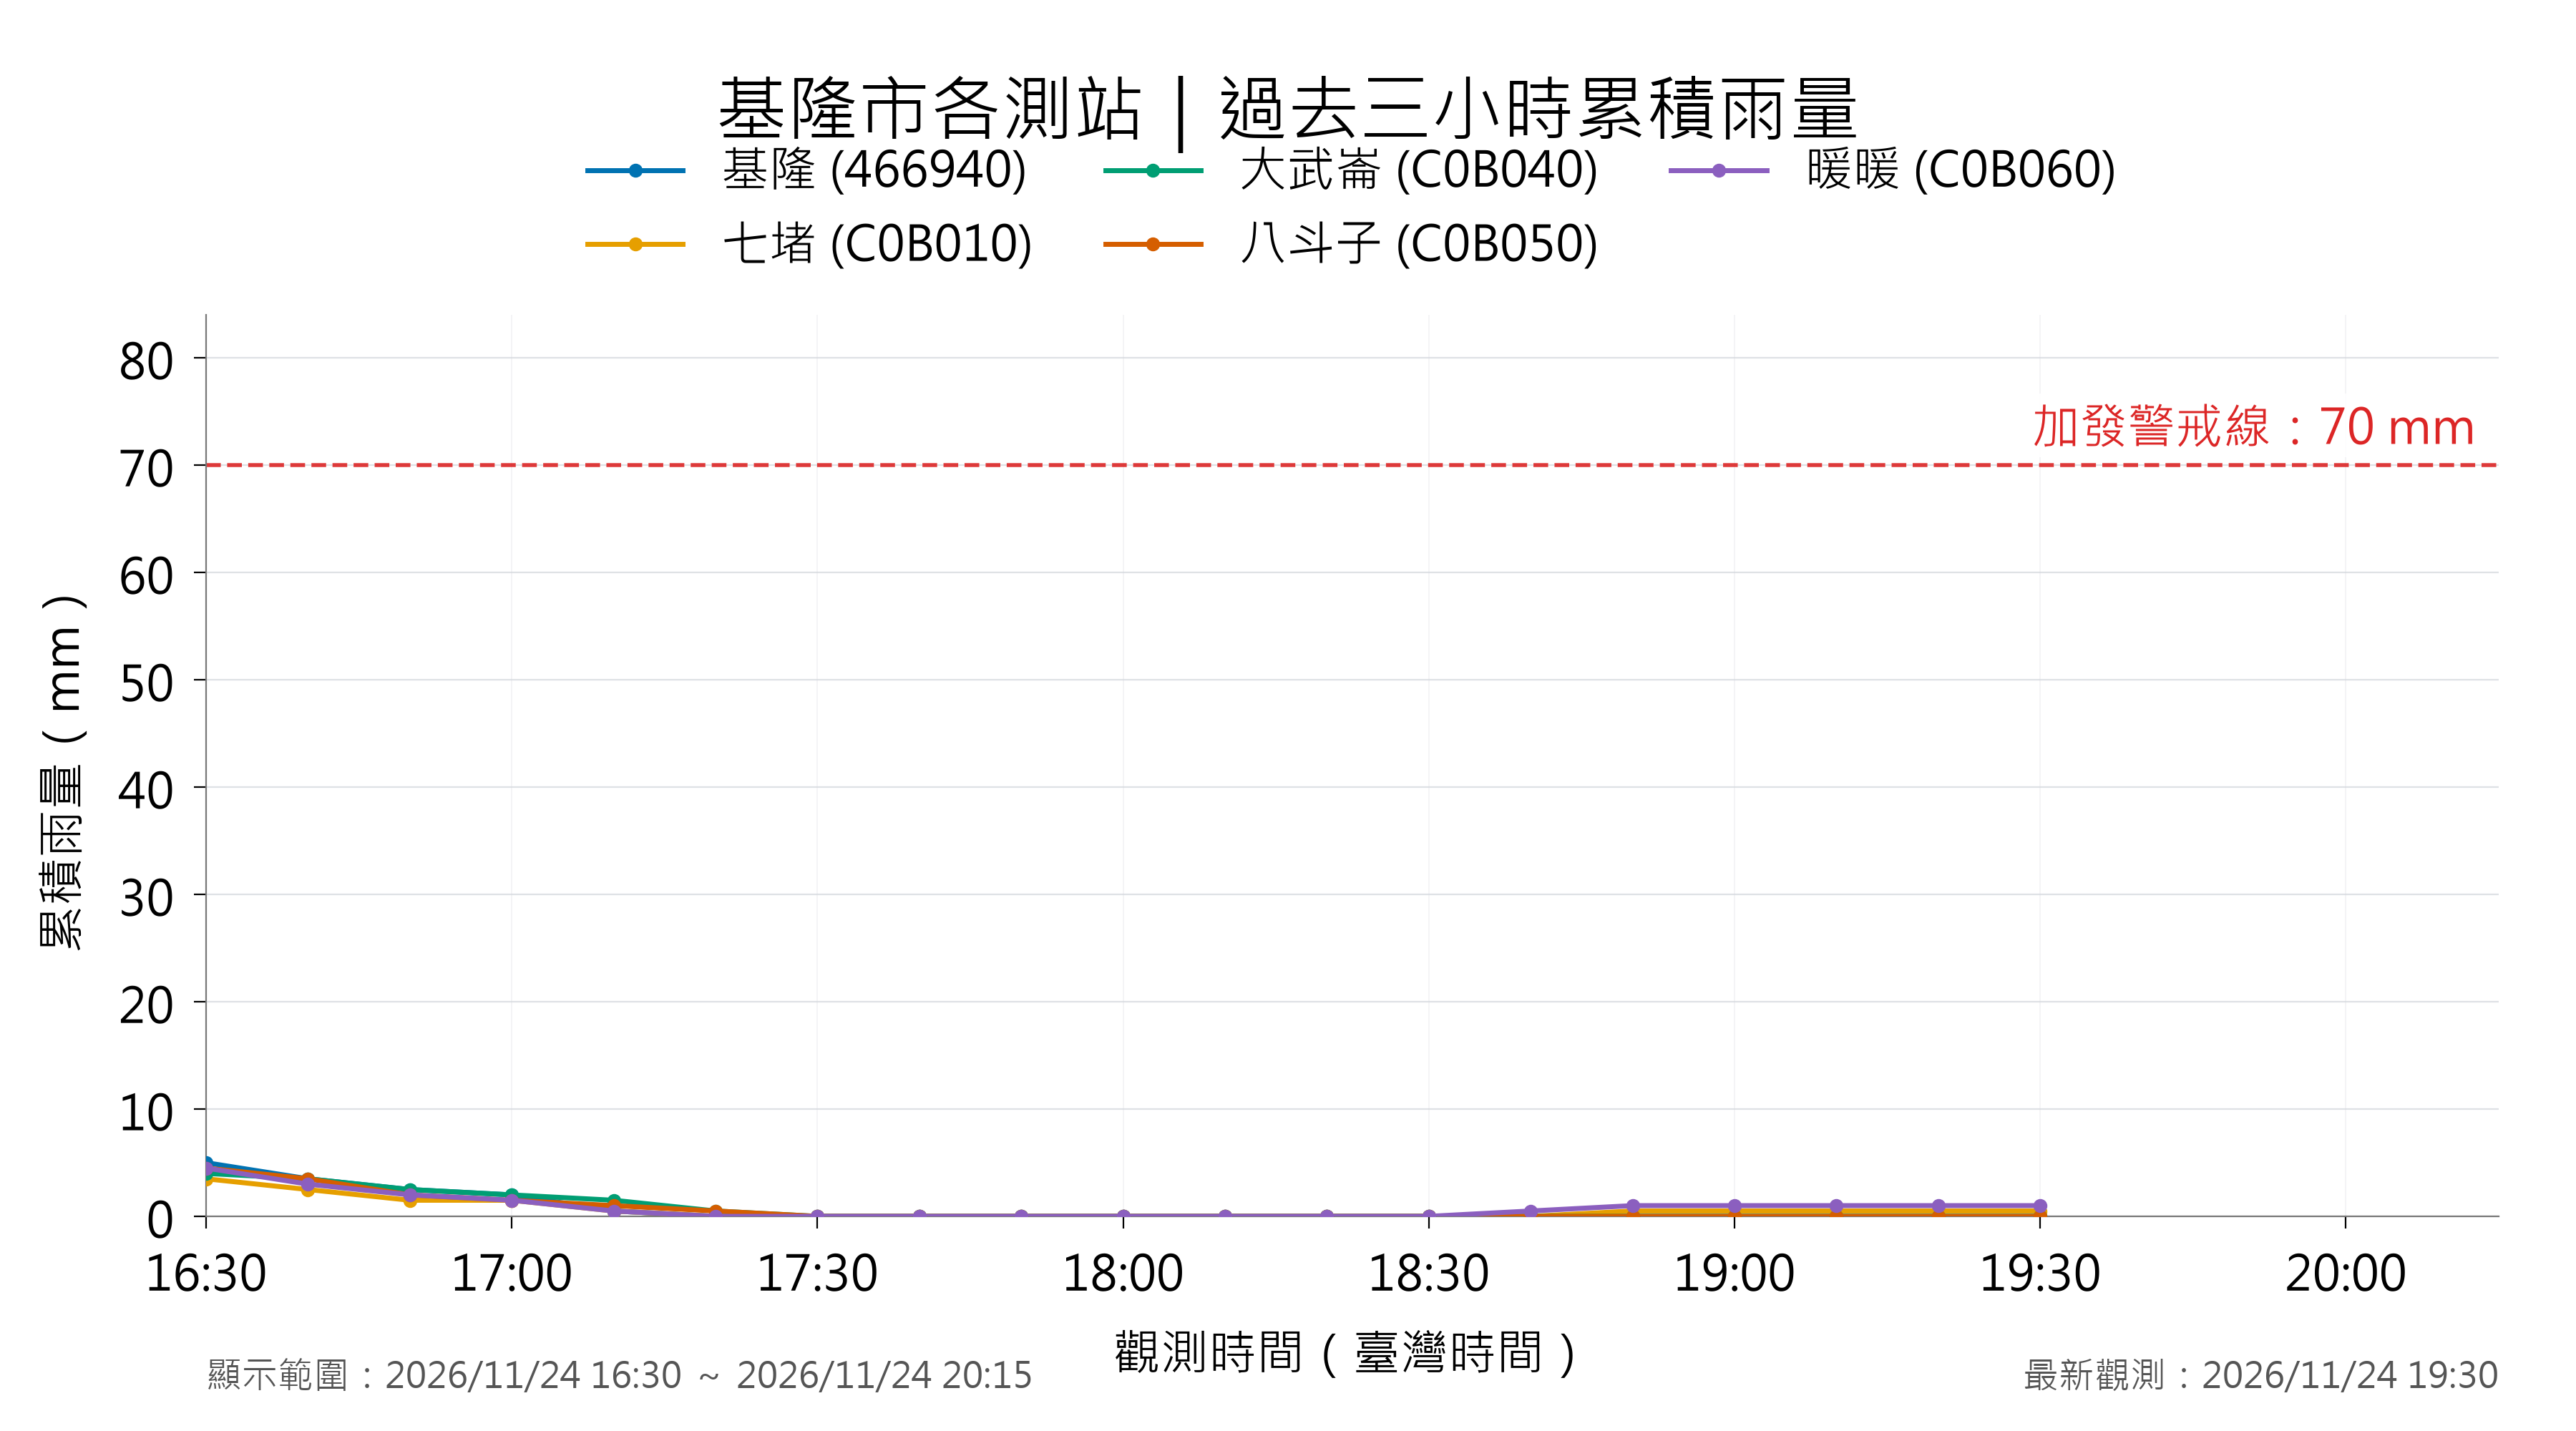 基隆市各測站｜過去三小時累積雨量
基隆 (466940)
七堵 (C0B010)
大武崙 (C0B040)
八斗子 (C0B050)
暖暖 (C0B060)
累積雨量（mm）
80
70
60
50
40
30
20
10
0
加發警戒線：70 mm
16:30 17:00 17:30 18:00 18:30 19:00 19:30 20:00
觀測時間（臺灣時間）
顯示範圍：2026/11/24 16:30 ~ 2026/11/24 20:15
最新觀測：2026/11/24 19:30